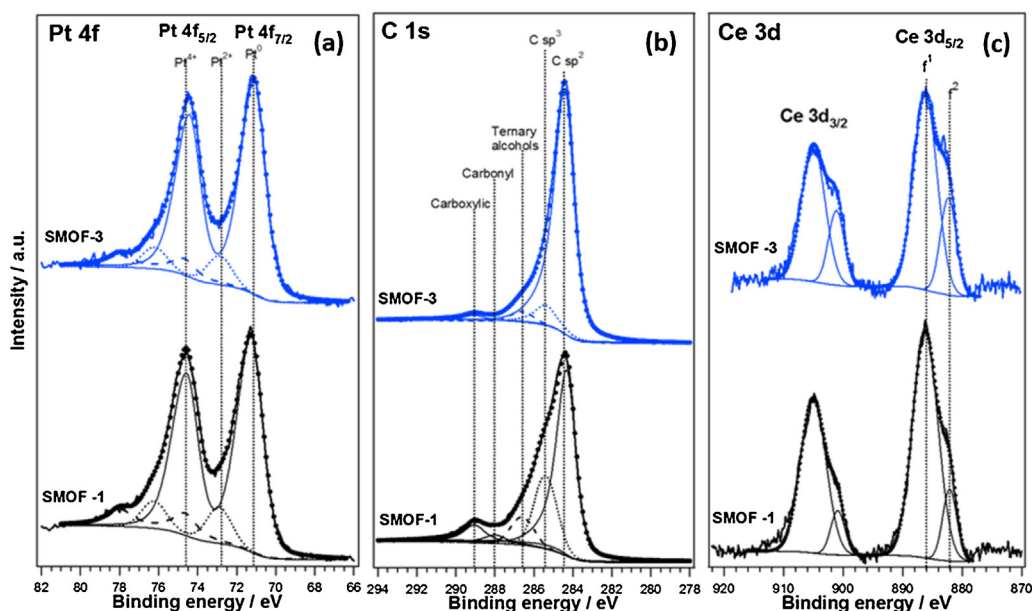 Intensity / a.u.
Pt 4f
Pt 4f5/2
Pt 4f7/2
(a)
Pt4+
Pt2+
Pt0
SMOF-3
SMOF -1
82 78 74 72 70 68 66
Binding energy / eV
C 1s
(b)
C sp3
C sp2
Ternary
alcohols
Carbonyl
Carboxylic
SMOF-3
SMOF-1
294 292 290 288 286 284 282 280 278
Binding energy / eV
Ce 3d
Ce 3d5/2
(c)
f1
f2
Ce 3d3/2
SMOF -3
SMOF -1
920 910 900 890 880 870
Binding energy / eV